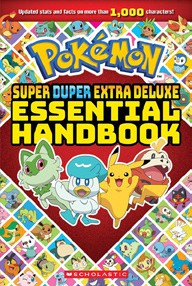 Updated stats and facts on more than 1,000 characters!
POKéMON
SUPER DUPER EXTRA DELUXE
ESSENTIAL
HANDBOOK
SCHOLASTIC